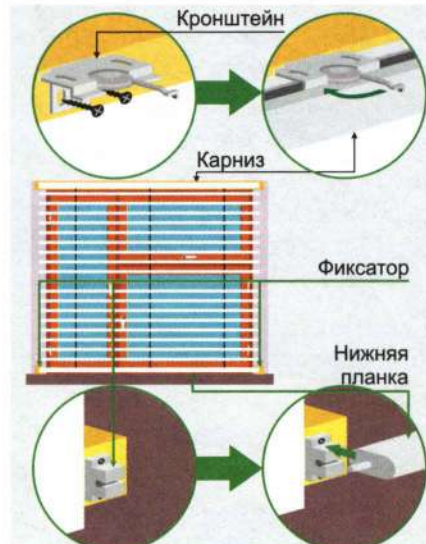 Кронштейн
Карниз
Фиксатор
Нижняя
планка